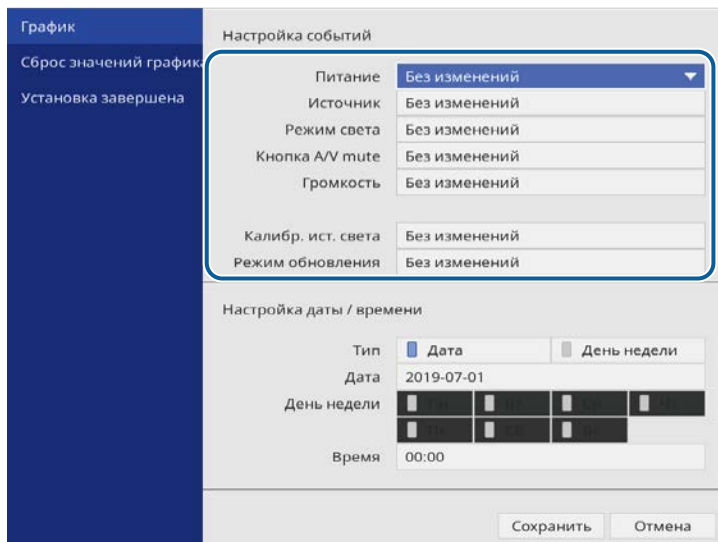 График
Сброс значений график
Установка завершена
Настройка событий
Питание Без изменений
Источник Без изменений
Режим света Без изменений
Кнопка A/V mute Без изменений
Громкость Без изменений
Калибр. ист. света Без изменений
Режим обновления Без изменений
Настройка даты / времени
Тип Дата День недели
Дата 2019-07-01
День недели
Время 00:00
Сохранить Отмена